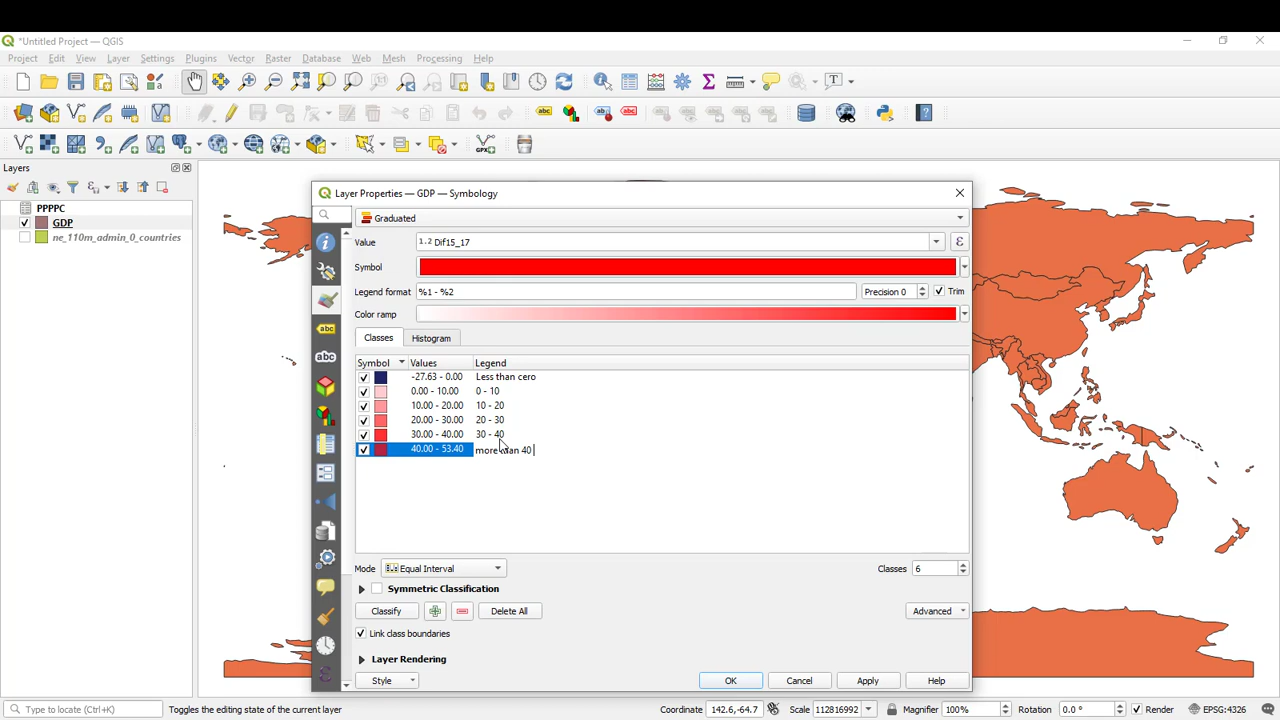 *Untitled Project — QGIS
Project Edit View Layer Settings Plugins Vector Raster Database Web Mesh Processing Help
Layers
PPPPC
GDP
ne_110m_admin_0_countries
Layer Properties — GDP — Symbology
Graduated
Value 1.2 Dif15_17
Symbol
Legend format %1 - %2 Precision 0 Trim
Color ramp
Classes Histogram
Symbol Values Legend
-27.63 - 0.00 Less than cero
0.00 - 10.00 0 - 10
10.00 - 20.00 10 - 20
20.00 - 30.00 20 - 30
30.00 - 40.00 30 - 40
40.00 - 53.40 more than 40
Mode Equal Interval Classes 6
Symmetric Classification
Classify Delete All Advanced
Link class boundaries
Layer Rendering
Style OK Cancel Apply Help
Type to locate (Ctrl+K) Toggles the editing state of the current layer Coordinate 142.6,-64.7 Scale 112816992 Magnifier 100% Rotation 0.0 ° Render EPSG:4326